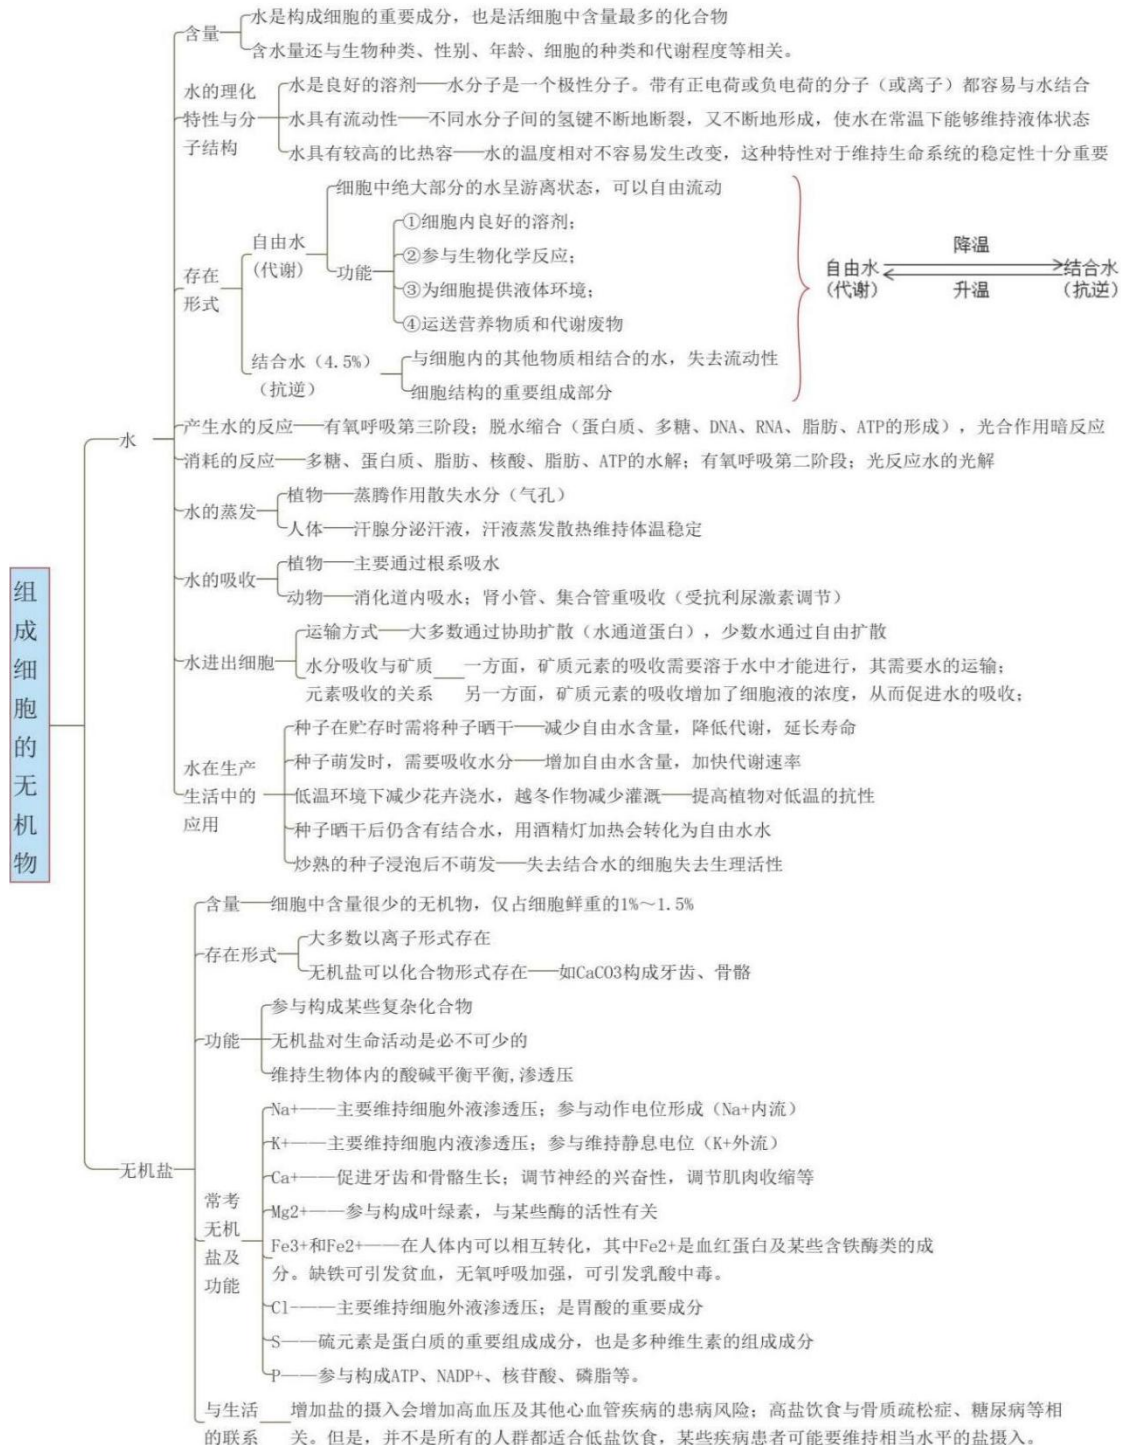 组成细胞的无机物
水
含量
水是构成细胞的重要成分，也是活细胞中含量最多的化合物
含水量还与生物种类、性别、年龄、细胞的种类和代谢程度等相关。
水的理化
特性与分
子结构
水是良好的溶剂——水分子是一个极性分子。带有正电荷或负电荷的分子（或离子）都容易与水结合
水具有流动性——不同水分子间的氢键不断地断裂，又不断地形成，使水在常温下能够维持液体状态
水具有较高的比热容——水的温度相对不容易发生改变，这种特性对于维持生命系统的稳定性十分重要
存在
形式
自由水
(代谢)
细胞中绝大部分的水呈游离状态，可以自由流动
功能
①细胞内良好的溶剂；
②参与生物化学反应；
③为细胞提供液体环境；
④运送营养物质和代谢废物
结合水（4.5%）
（抗逆）
与细胞内的其他物质相结合的水，失去流动性
细胞结构的重要组成部分
自由水
(代谢)
降温
升温
结合水
(抗逆)
产生水的反应——有氧呼吸第三阶段；脱水缩合（蛋白质、多糖、DNA、RNA、脂肪、ATP的形成），光合作用暗反应
消耗的反应——多糖、蛋白质、脂肪、核酸、脂肪、ATP的水解；有氧呼吸第二阶段；光反应水的光解
水的蒸发
植物——蒸腾作用散失水分（气孔）
人体——汗腺分泌汗液，汗液蒸发散热维持体温稳定
水的吸收
植物——主要通过根系吸水
动物——消化道内吸水；肾小管、集合管重吸收（受抗利尿激素调节）
水进出细胞
运输方式——大多数通过协助扩散（水通道蛋白），少数水通过自由扩散
水分吸收与矿质
元素吸收的关系
一方面，矿质元素的吸收需要溶于水中才能进行，其需要水的运输；
另一方面，矿质元素的吸收增加了细胞液的浓度，从而促进水的吸收；
水在生产
生活中的
应用
种子在贮存时需将种子晒干——减少自由水含量，降低代谢，延长寿命
种子萌发时，需要吸收水分——增加自由水含量，加快代谢速率
低温环境下减少花卉浇水，越冬作物减少灌溉——提高植物对低温的抗性
种子晒干后仍含有结合水，用酒精灯加热会转化为自由水水
炒熟的种子浸泡后不萌发——失去结合水的细胞失去生理活性
无机盐
含量——细胞中含量很少的无机物，仅占细胞鲜重的1%～1.5%
存在形式
大多数以离子形式存在
无机盐可以化合物形式存在——如CaCO3构成牙齿、骨骼
功能
参与构成某些复杂化合物
无机盐对生命活动是必不可少的
维持生物体内的酸碱平衡平衡,渗透压
常考
无机
盐及
功能
Na+——主要维持细胞外液渗透压；参与动作电位形成（Na+内流）
K+——主要维持细胞内液渗透压；参与维持静息电位（K+外流）
Ca+——促进牙齿和骨骼生长；调节神经的兴奋性，调节肌肉收缩等
Mg2+——参与构成叶绿素，与某些酶的活性有关
Fe3+和Fe2+——在人体内可以相互转化，其中Fe2+是血红蛋白及某些含铁酶类的成
分。缺铁可引发贫血，无氧呼吸加强，可引发乳酸中毒。
Cl-——主要维持细胞外液渗透压；是胃酸的重要成分
S——硫元素是蛋白质的重要组成成分，也是多种维生素的组成成分
P——参与构成ATP、NADP+、核苷酸、磷脂等。
与生活
的联系
增加盐的摄入会增加高血压及其他心血管疾病的患病风险；高盐饮食与骨质疏松症、糖尿病等相
关。但是，并不是所有的人群都适合低盐饮食，某些疾病患者可能要维持相当水平的盐摄入。